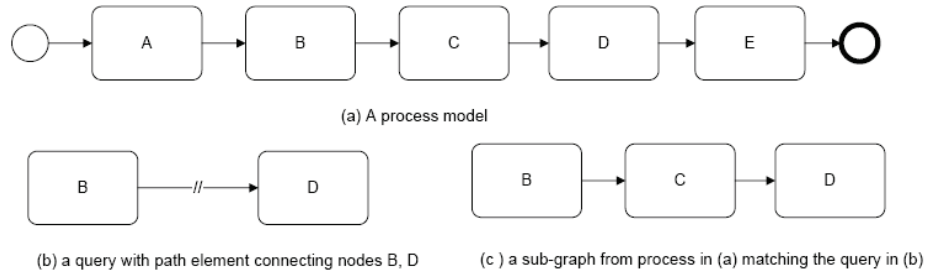 A B C D E
(a) A process model
B // D
B C D
(b) a query with path element connecting nodes B, D
(c ) a sub-graph from process in (a) matching the query in (b)